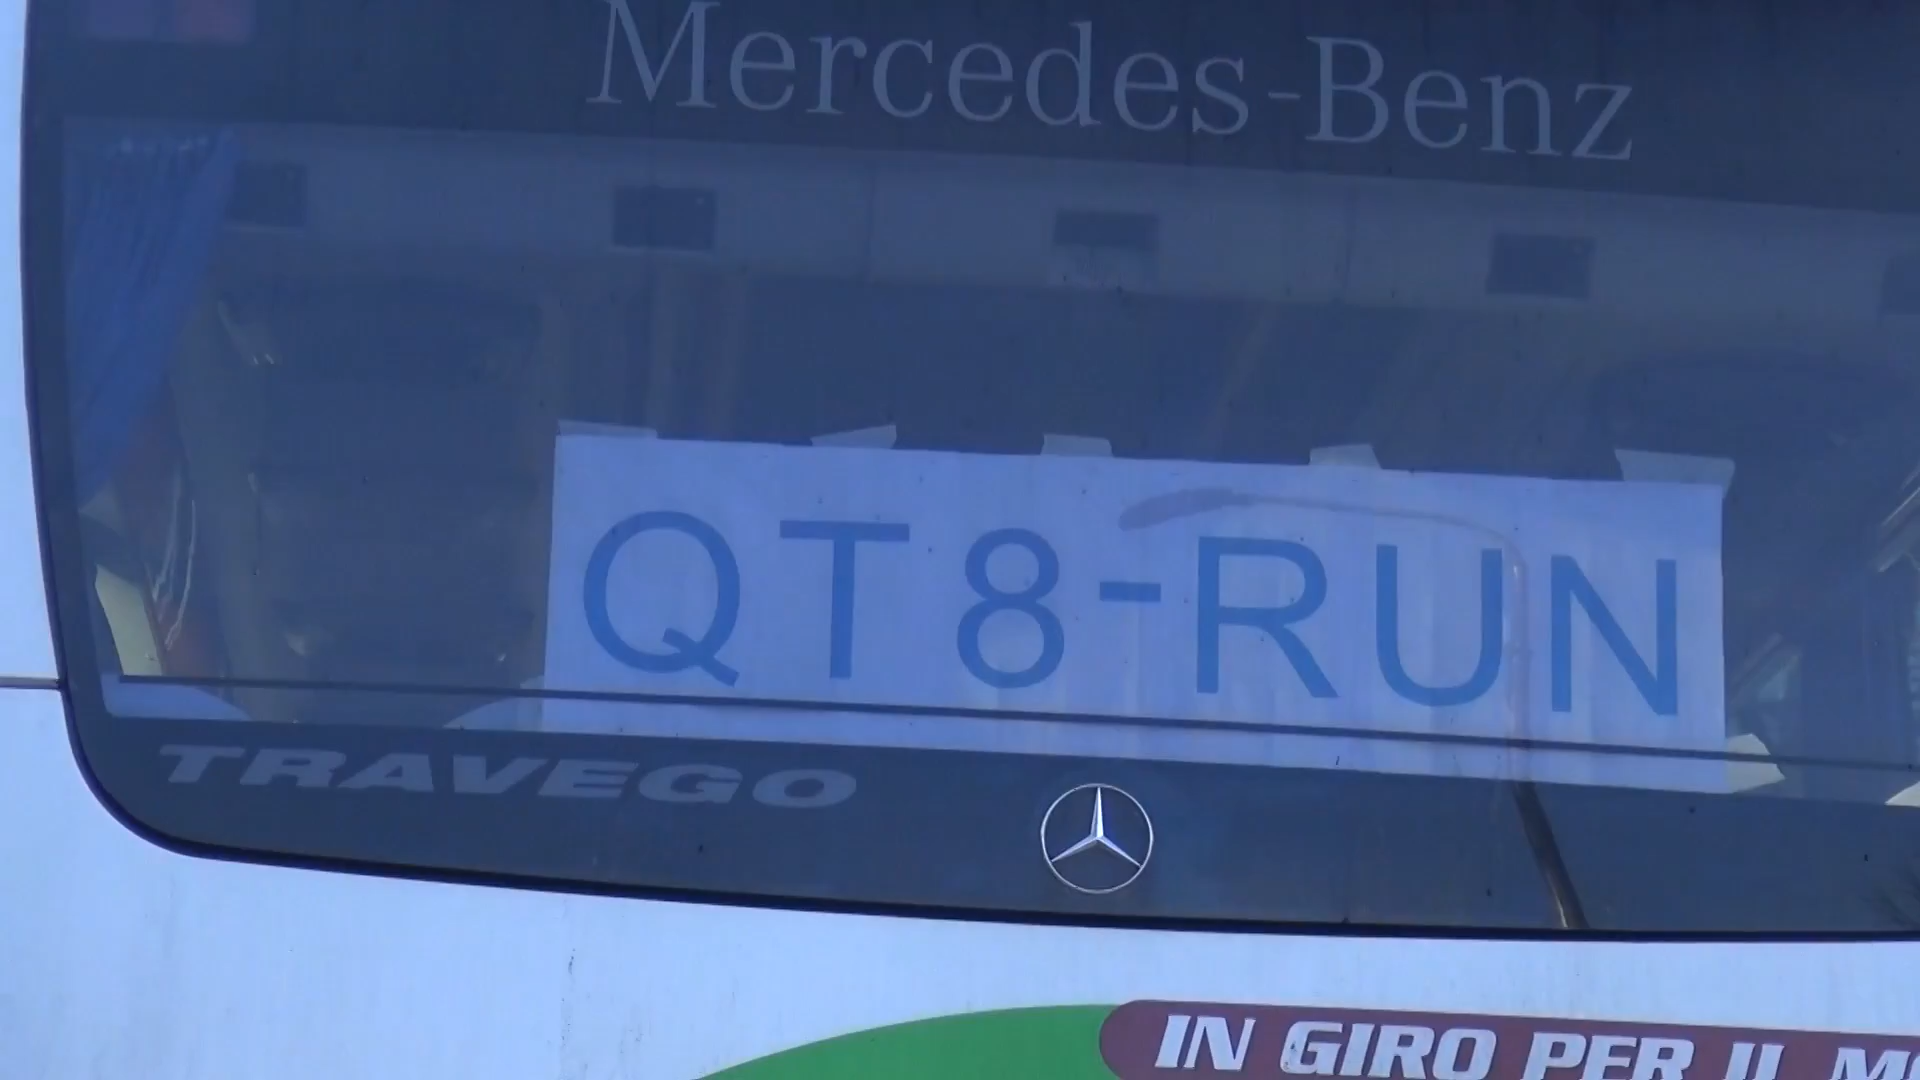 Mercedes-Benz
QT8-RUN
TRAVEGO
IN GIRO PER IL